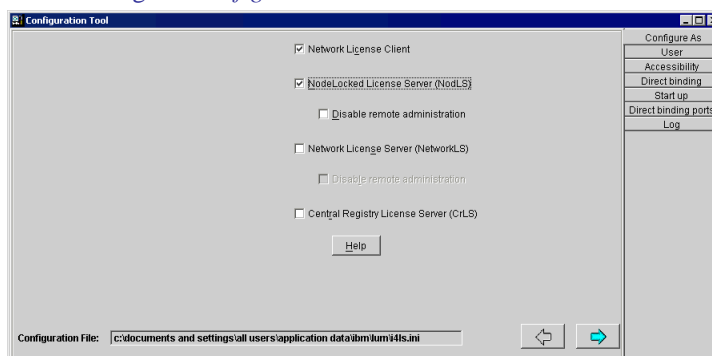 Configuration Tool
Configure As
Network License Client
User
Accessibility
NodeLocked License Server (NodLS)
Direct binding
Start up
Disable remote administration
Direct binding ports
Log
Network License Server (NetworkLS)
Disable remote administration
Central Registry License Server (CrLS)
Help
Configuration File: c:\documents and settings\all users\application data\ibm\lum\i4ls.ini